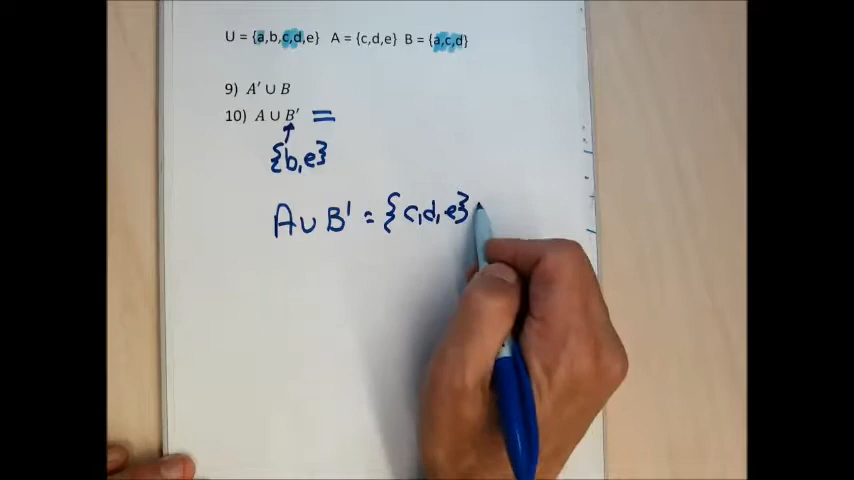 U = {a,b,c,d,e} A = {c,d,e} B = {a,c,d}
9) A′ ∪ B
10) A ∪ B′ =
{b,e}
A∪B' = {c,d,e}